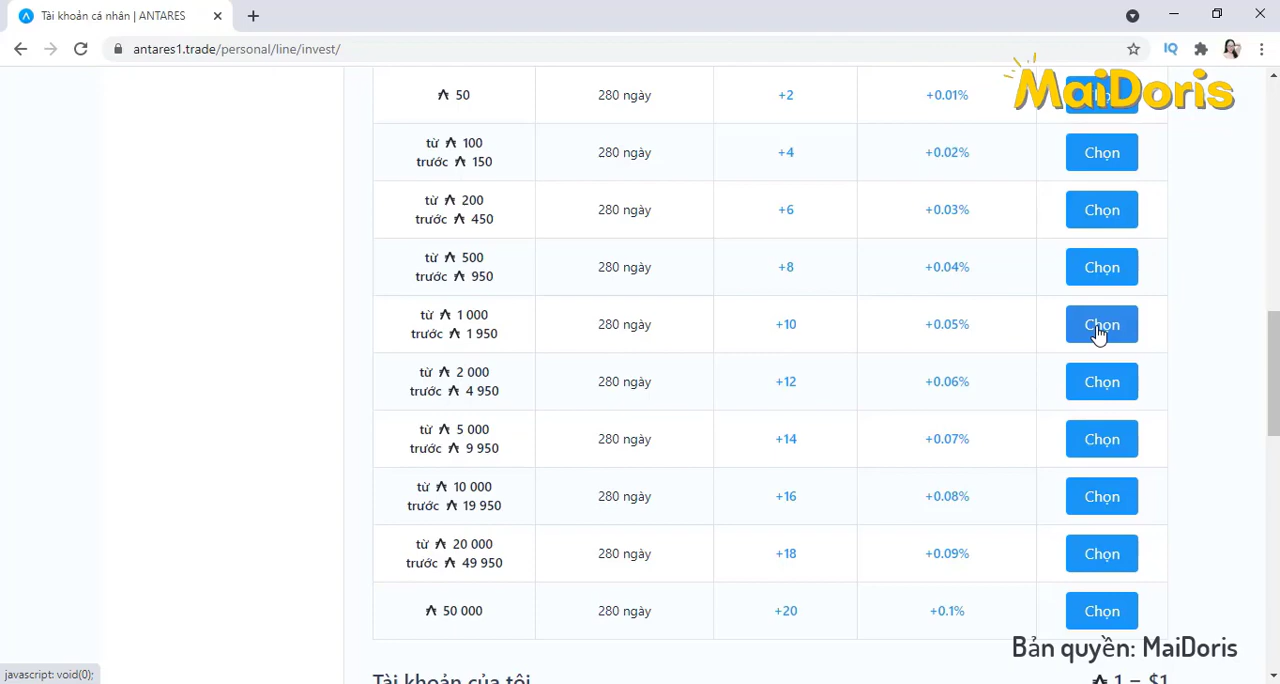 Tài khoản cá nhân | ANTARES
antares1.trade/personal/line/invest/
IQ
MaiDoris
50 280 ngày +2 +0.01%
từ 100
trước 150 280 ngày +4 +0.02% Chọn
từ 200
trước 450 280 ngày +6 +0.03% Chọn
từ 500
trước 950 280 ngày +8 +0.04% Chọn
từ 1 000
trước 1 950 280 ngày +10 +0.05% Chọn
từ 2 000
trước 4 950 280 ngày +12 +0.06% Chọn
từ 5 000
trước 9 950 280 ngày +14 +0.07% Chọn
từ 10 000
trước 19 950 280 ngày +16 +0.08% Chọn
từ 20 000
trước 49 950 280 ngày +18 +0.09% Chọn
50 000 280 ngày +20 +0.1% Chọn
Bản quyền: MaiDoris
javascript: void(0);
Tài khoản của tôi
1 = $1